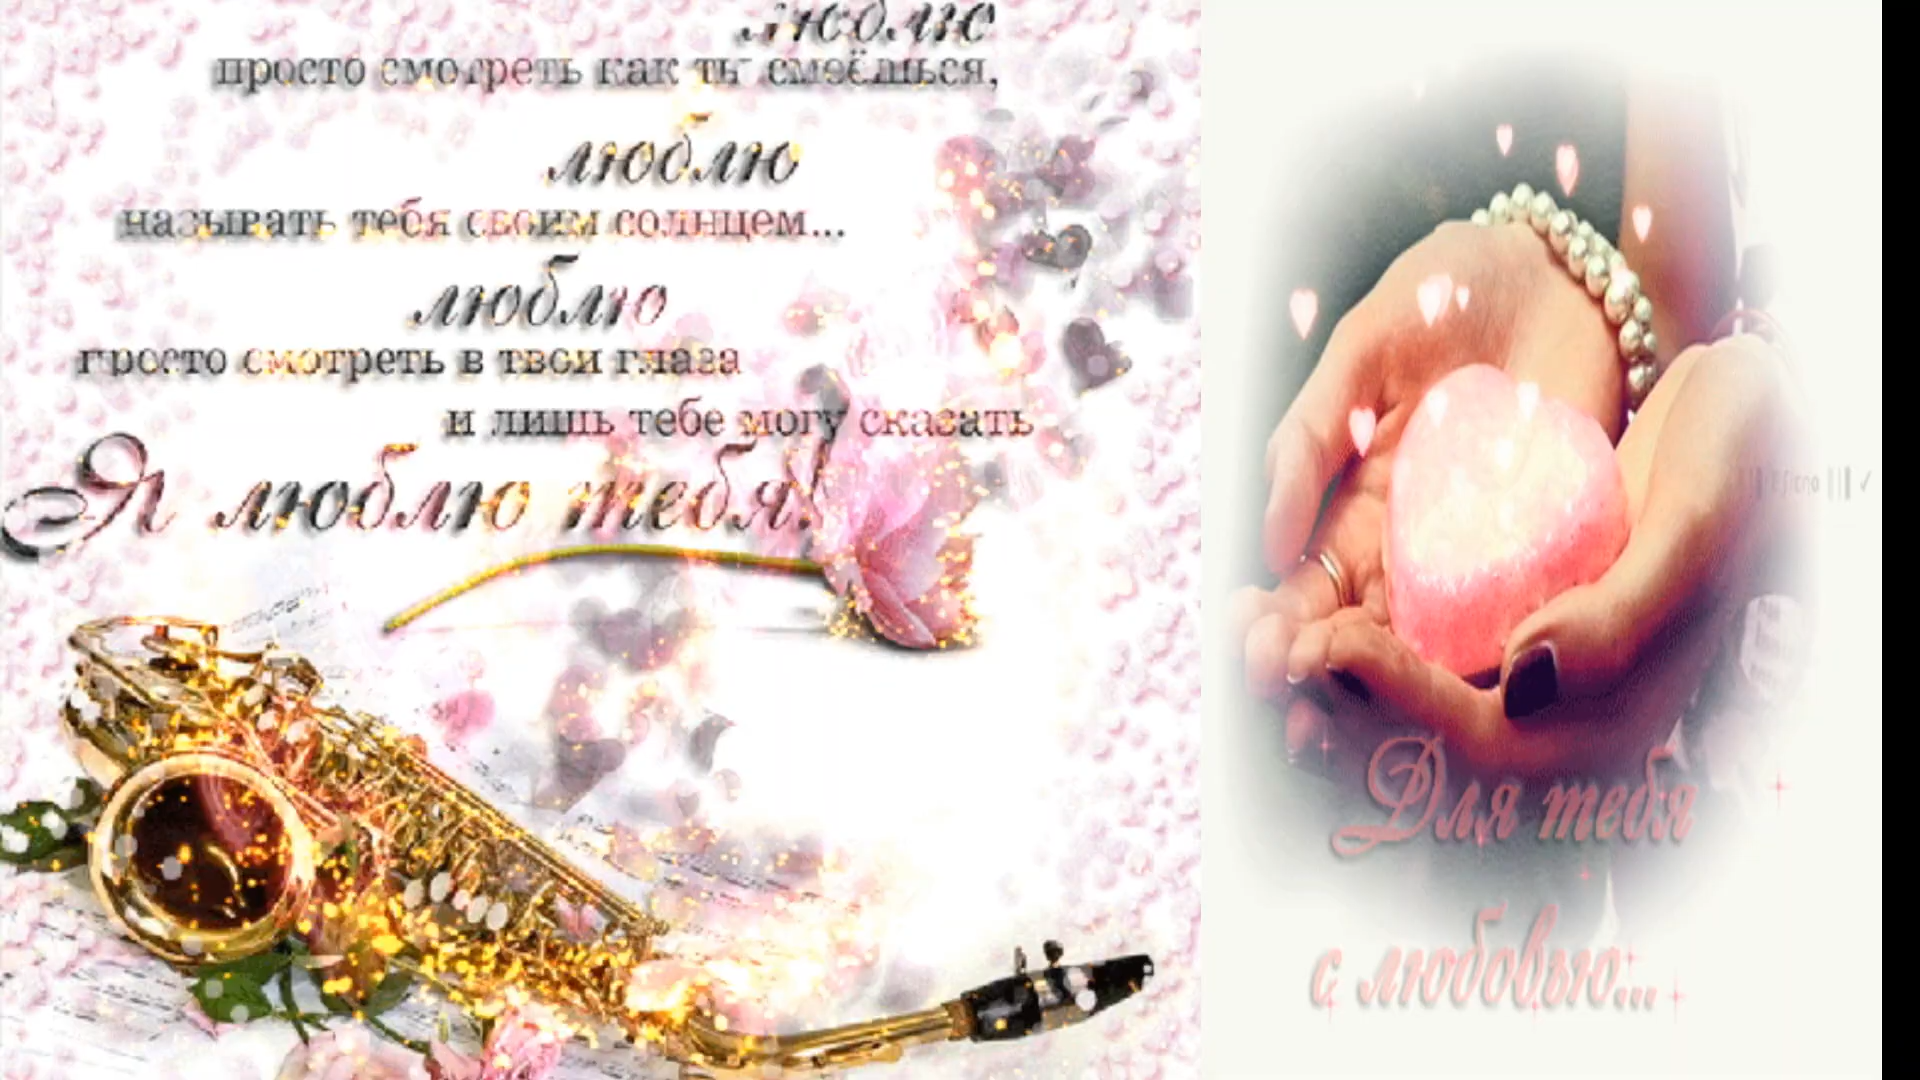 люблю
просто смотреть как ты смеёшься,
люблю
называть тебя своим солнцем...
люблю
просто смотреть в твои глаза
и лишь тебе могу сказать
Я люблю тебя!
Для тебя
с любовью...